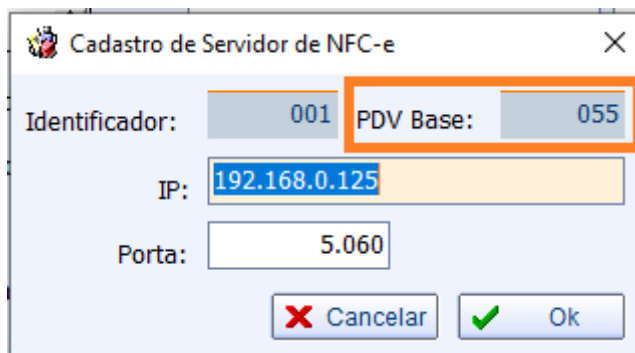 Cadastro de Servidor de NFC-e
Identificador: 001 PDV Base: 055
IP: 192.168.0.125
Porta: 5.060
Cancelar Ok